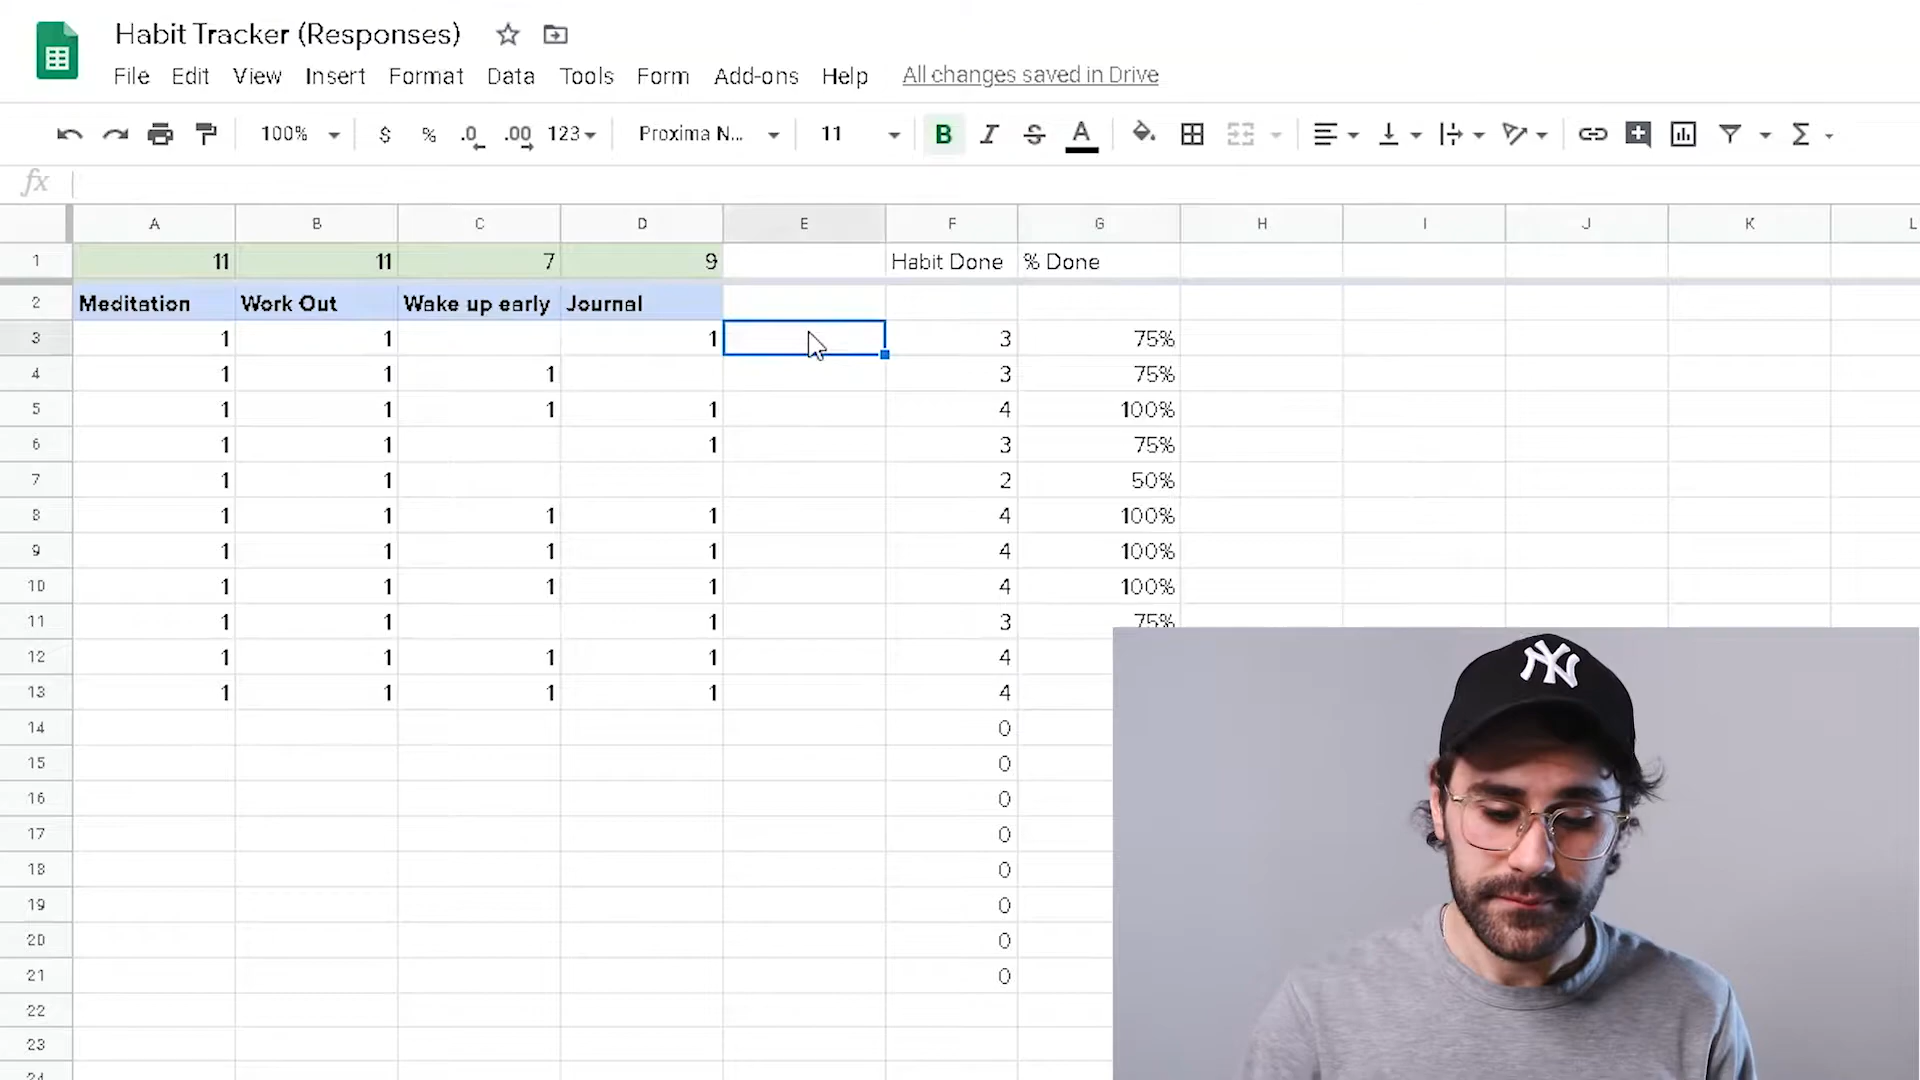 Habit Tracker (Responses)
File Edit View Insert Format Data Tools Form Add-ons Help All changes saved in Drive
100% $ % .0 .00 123 Proxima N... 11 B I S A Σ
fx
A B C D E F G H I J K L
1 11 11 7 9 Habit Done % Done
2 Meditation Work Out Wake up early Journal
3 1 1 1 3 75%
4 1 1 1 3 75%
5 1 1 1 1 4 100%
6 1 1 1 3 75%
7 1 1 2 50%
8 1 1 1 1 4 100%
9 1 1 1 1 4 100%
10 1 1 1 1 4 100%
11 1 1 1 3 75%
12 1 1 1 1 4
13 1 1 1 1 4
14 0
15 0
16 0
17 0
18 0
19 0
20 0
21 0
22
23
24
NY